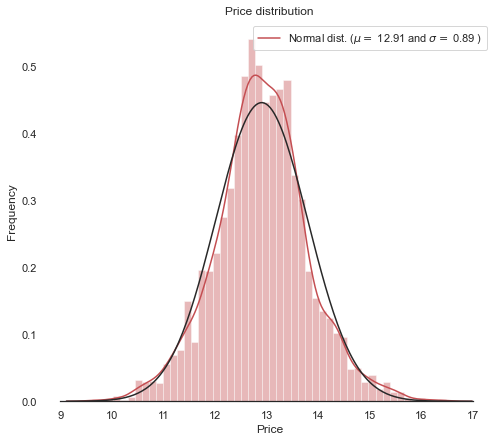 Price distribution
Normal dist. (μ = 12.91 and σ = 0.89 )
Frequency
0.5
0.4
0.3
0.2
0.1
0.0
9 10 11 12 13 14 15 16 17
Price